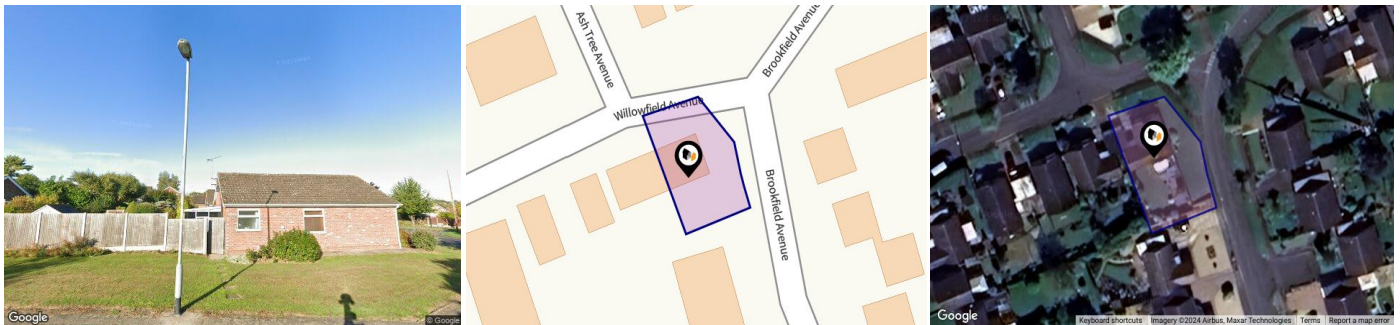 Google
© Google
Ash Tree Avenue
Brookfield Avenue
Willowfield Avenue
Brookfield Avenue
Google
Keyboard shortcuts
Imagery ©2024 Airbus, Maxar Technologies
Terms
Report a map error